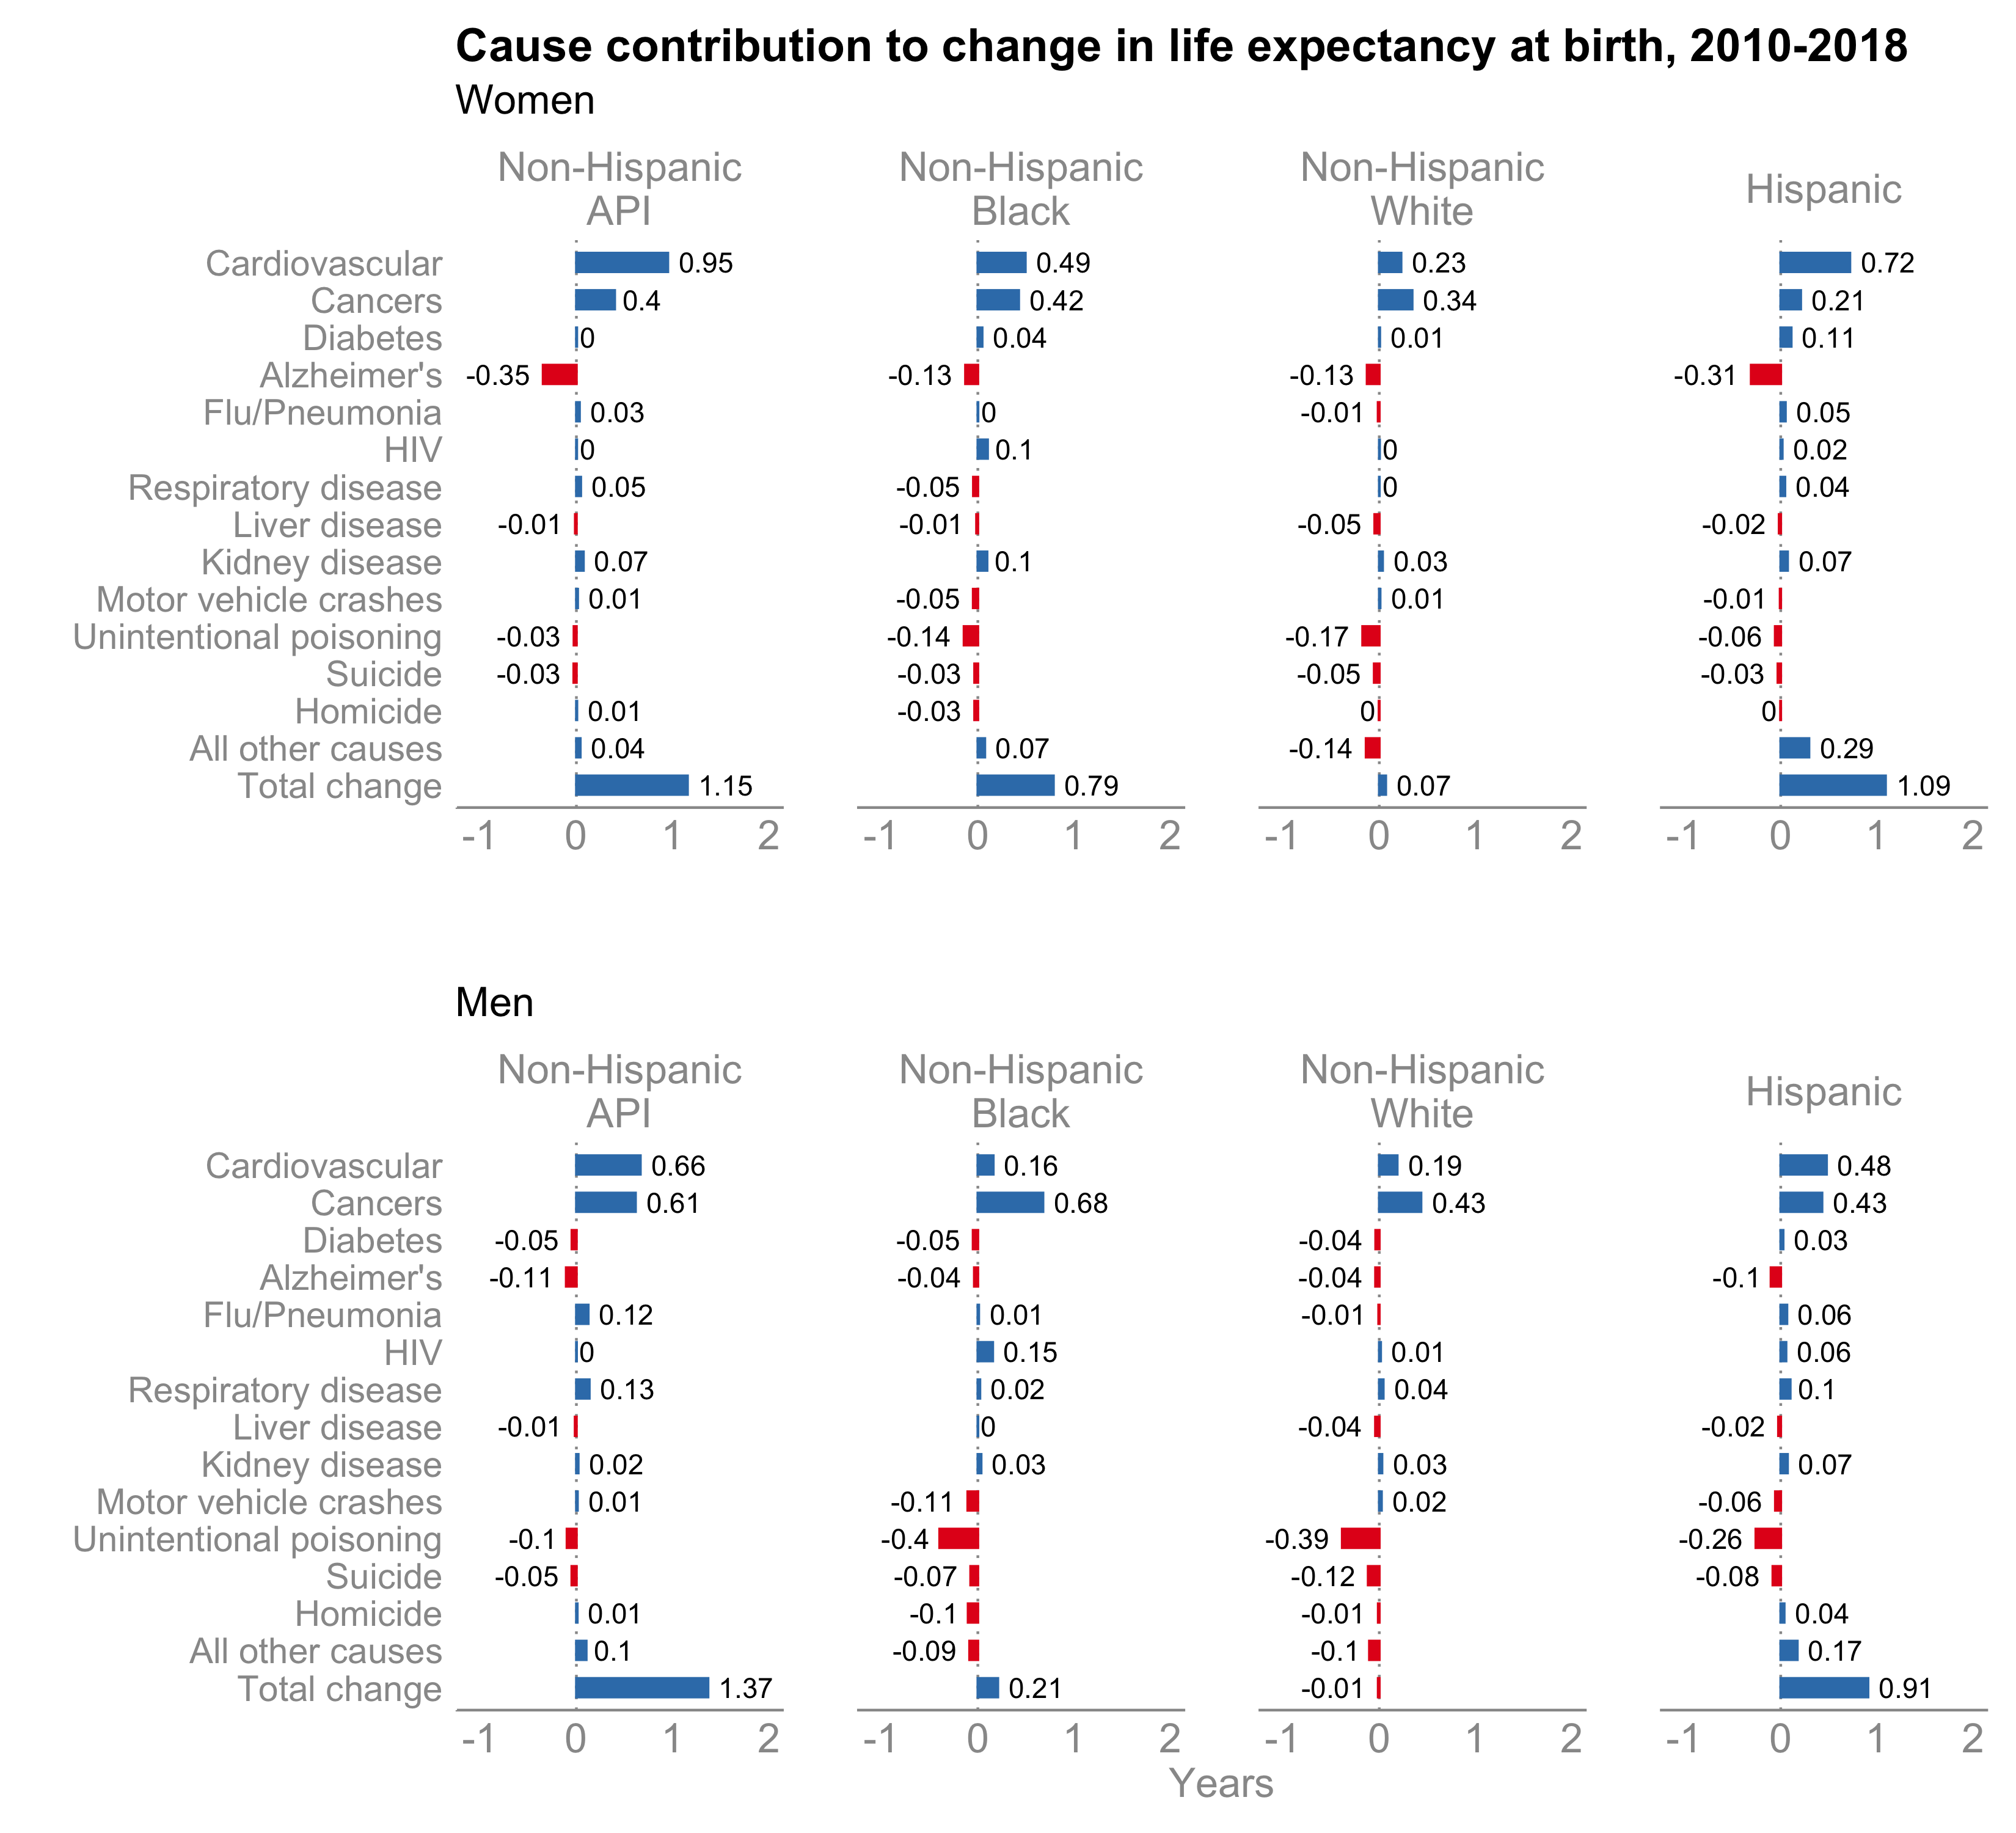 Cause contribution to change in life expectancy at birth, 2010-2018
Women
Non-Hispanic API
Non-Hispanic Black
Non-Hispanic White
Hispanic
Cardiovascular 0.95 0.49 0.23 0.72
Cancers 0.4 0.42 0.34 0.21
Diabetes 0 0.04 0.01 0.11
Alzheimer's -0.35 -0.13 -0.13 -0.31
Flu/Pneumonia 0.03 0 -0.01 0.05
HIV 0 0.1 0 0.02
Respiratory disease 0.05 -0.05 0 0.04
Liver disease -0.01 -0.01 -0.05 -0.02
Kidney disease 0.07 0.1 0.03 0.07
Motor vehicle crashes 0.01 -0.05 0.01 -0.01
Unintentional poisoning -0.03 -0.14 -0.17 -0.06
Suicide -0.03 -0.03 -0.05 -0.03
Homicide 0.01 -0.03 0 0
All other causes 0.04 0.07 -0.14 0.29
Total change 1.15 0.79 0.07 1.09
-1 0 1 2 -1 0 1 2 -1 0 1 2 -1 0 1 2
Men
Non-Hispanic API
Non-Hispanic Black
Non-Hispanic White
Hispanic
Cardiovascular 0.66 0.16 0.19 0.48
Cancers 0.61 0.68 0.43 0.43
Diabetes -0.05 -0.05 -0.04 0.03
Alzheimer's -0.11 -0.04 -0.04 -0.1
Flu/Pneumonia 0.12 0.01 -0.01 0.06
HIV 0 0.15 0.01 0.06
Respiratory disease 0.13 0.02 0.04 0.1
Liver disease -0.01 0 -0.04 -0.02
Kidney disease 0.02 0.03 0.03 0.07
Motor vehicle crashes 0.01 -0.11 0.02 -0.06
Unintentional poisoning -0.1 -0.4 -0.39 -0.26
Suicide -0.05 -0.07 -0.12 -0.08
Homicide 0.01 -0.1 -0.01 0.04
All other causes 0.1 -0.09 -0.1 0.17
Total change 1.37 0.21 -0.01 0.91
-1 0 1 2 -1 0 1 2 -1 0 1 2 -1 0 1 2
Years